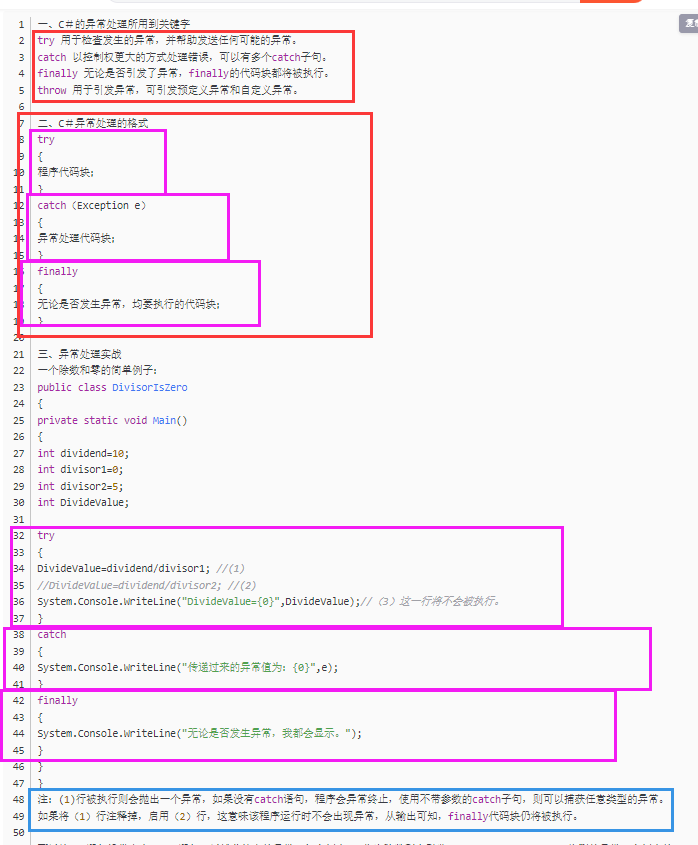 复制
1 一、C＃的异常处理所用到关键字
2 try 用于检查发生的异常，并帮助发送任何可能的异常。
3 catch 以控制权更大的方式处理错误，可以有多个catch子句。
4 finally 无论是否引发了异常，finally的代码块都将被执行。
5 throw 用于引发异常，可引发预定义异常和自定义异常。
6
7 二、C＃异常处理的格式
8 try
9 {
10 程序代码块；
11 }
12 catch（Exception e）
13 {
14 异常处理代码块；
15 }
16 finally
17 {
18 无论是否发生异常，均要执行的代码块；
19 }
20
21 三、异常处理实战
22 一个除数和零的简单例子：
23 public class DivisorIsZero
24 {
25 private static void Main()
26 {
27 int dividend=10;
28 int divisor1=0;
29 int divisor2=5;
30 int DivideValue;
31
32 try
33 {
34 DivideValue=dividend/divisor1; //(1)
35 //DivideValue=dividend/divisor2; //(2)
36 System.Console.WriteLine("DivideValue={0}",DivideValue);//（3）这一行将不会被执行。
37 }
38 catch
39 {
40 System.Console.WriteLine("传递过来的异常值为：{0}",e);
41 }
42 finally
43 {
44 System.Console.WriteLine("无论是否发生异常，我都会显示。");
45 }
46 }
47 }
48 注：(1)行被执行则会抛出一个异常，如果没有catch语句，程序会异常终止，使用不带参数的catch子句，则可以捕获任意类型的异常。
49 如果将（1）行注释掉，启用（2）行，这意味该程序运行时不会出现异常，从输出可知，finally代码块仍将被执行。
50